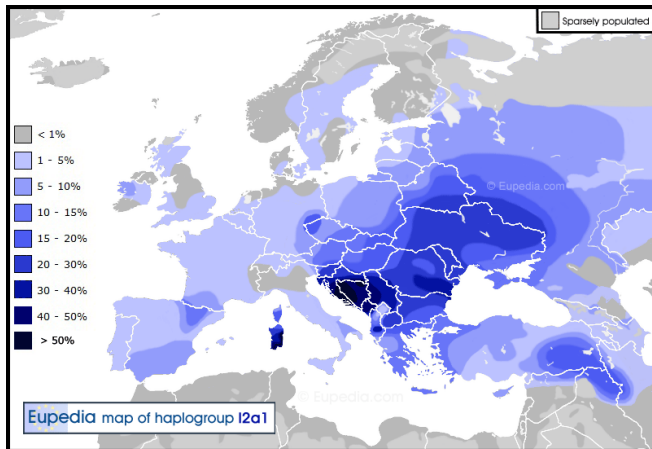 Sparsely populated
< 1%
1 - 5%
5 - 10%
10 - 15%
15 - 20%
20 - 30%
30 - 40%
40 - 50%
> 50%
© Eupedia.com
© Eupedia.com
Eupedia map of haplogroup I2a1